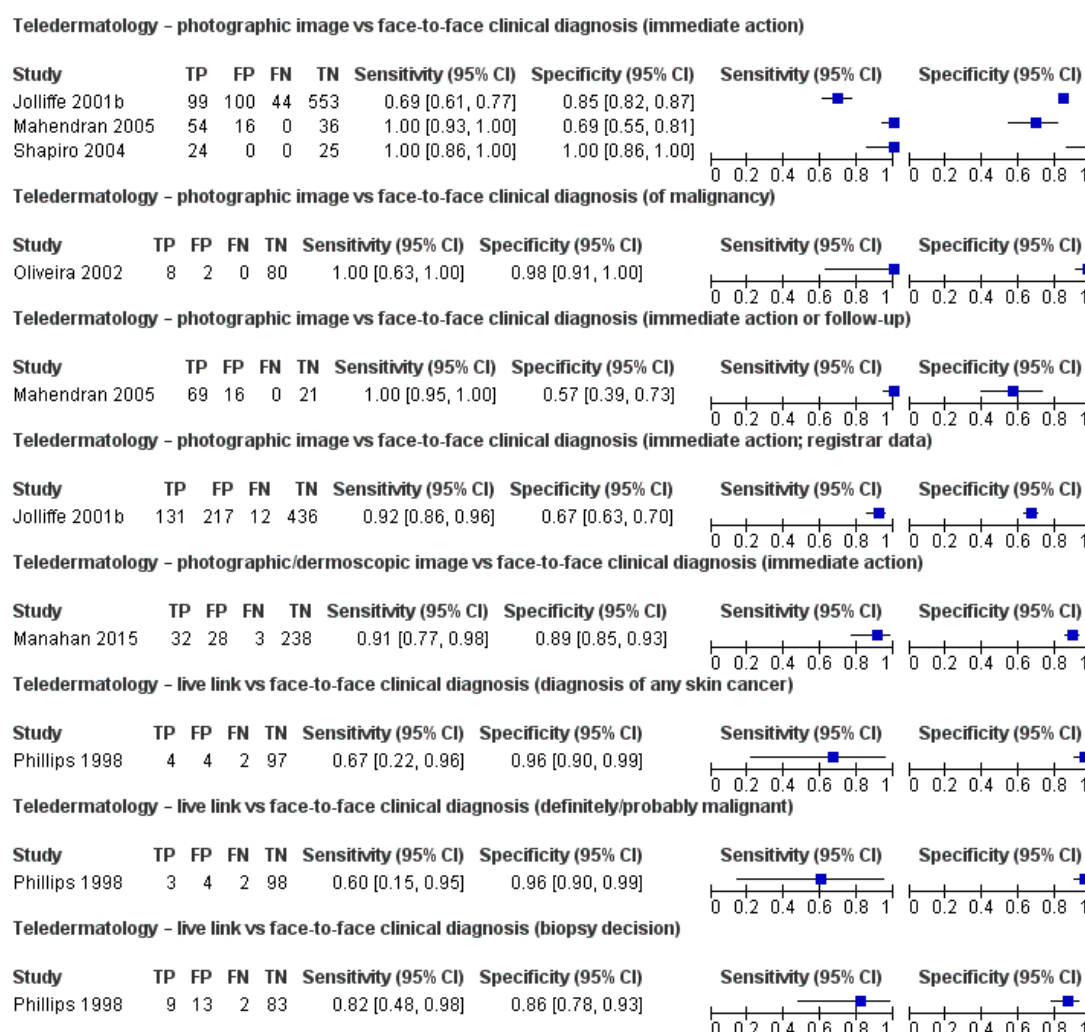 Teledermatology – photographic image vs face-to-face clinical diagnosis (immediate action)
Study TP FP FN TN Sensitivity (95% CI) Specificity (95% CI) Sensitivity (95% CI) Specificity (95% CI)
Jolliffe 2001b 99 100 44 553 0.69 [0.61, 0.77] 0.85 [0.82, 0.87]
Mahendran 2005 54 16 0 36 1.00 [0.93, 1.00] 0.69 [0.55, 0.81]
Shapiro 2004 24 0 0 25 1.00 [0.86, 1.00] 1.00 [0.86, 1.00]
0 0.2 0.4 0.6 0.8 1 0 0.2 0.4 0.6 0.8 1
Teledermatology – photographic image vs face-to-face clinical diagnosis (of malignancy)
Study TP FP FN TN Sensitivity (95% CI) Specificity (95% CI) Sensitivity (95% CI) Specificity (95% CI)
Oliveira 2002 8 2 0 80 1.00 [0.63, 1.00] 0.98 [0.91, 1.00]
0 0.2 0.4 0.6 0.8 1 0 0.2 0.4 0.6 0.8 1
Teledermatology – photographic image vs face-to-face clinical diagnosis (immediate action or follow-up)
Study TP FP FN TN Sensitivity (95% CI) Specificity (95% CI) Sensitivity (95% CI) Specificity (95% CI)
Mahendran 2005 69 16 0 21 1.00 [0.95, 1.00] 0.57 [0.39, 0.73]
0 0.2 0.4 0.6 0.8 1 0 0.2 0.4 0.6 0.8 1
Teledermatology – photographic image vs face-to-face clinical diagnosis (immediate action; registrar data)
Study TP FP FN TN Sensitivity (95% CI) Specificity (95% CI) Sensitivity (95% CI) Specificity (95% CI)
Jolliffe 2001b 131 217 12 436 0.92 [0.86, 0.96] 0.67 [0.63, 0.70]
0 0.2 0.4 0.6 0.8 1 0 0.2 0.4 0.6 0.8 1
Teledermatology – photographic/dermoscopic image vs face-to-face clinical diagnosis (immediate action)
Study TP FP FN TN Sensitivity (95% CI) Specificity (95% CI) Sensitivity (95% CI) Specificity (95% CI)
Manahan 2015 32 28 3 238 0.91 [0.77, 0.98] 0.89 [0.85, 0.93]
0 0.2 0.4 0.6 0.8 1 0 0.2 0.4 0.6 0.8 1
Teledermatology – live link vs face-to-face clinical diagnosis (diagnosis of any skin cancer)
Study TP FP FN TN Sensitivity (95% CI) Specificity (95% CI) Sensitivity (95% CI) Specificity (95% CI)
Phillips 1998 4 4 2 97 0.67 [0.22, 0.96] 0.96 [0.90, 0.99]
0 0.2 0.4 0.6 0.8 1 0 0.2 0.4 0.6 0.8 1
Teledermatology – live link vs face-to-face clinical diagnosis (definitely/probably malignant)
Study TP FP FN TN Sensitivity (95% CI) Specificity (95% CI) Sensitivity (95% CI) Specificity (95% CI)
Phillips 1998 3 4 2 98 0.60 [0.15, 0.95] 0.96 [0.90, 0.99]
0 0.2 0.4 0.6 0.8 1 0 0.2 0.4 0.6 0.8 1
Teledermatology – live link vs face-to-face clinical diagnosis (biopsy decision)
Study TP FP FN TN Sensitivity (95% CI) Specificity (95% CI) Sensitivity (95% CI) Specificity (95% CI)
Phillips 1998 9 13 2 83 0.82 [0.48, 0.98] 0.86 [0.78, 0.93]
0 0.2 0.4 0.6 0.8 1 0 0.2 0.4 0.6 0.8 1